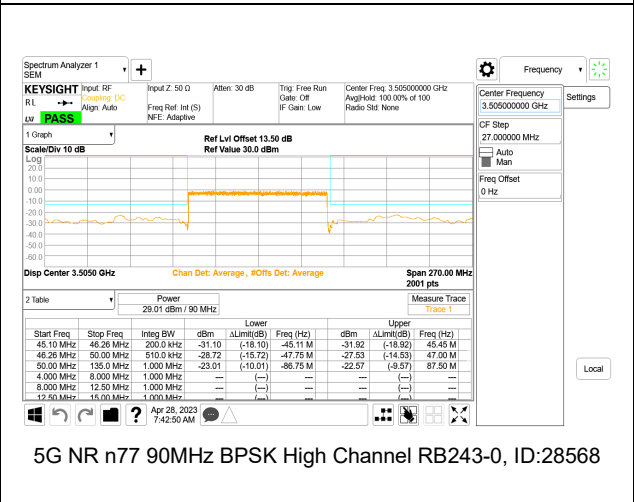 Spectrum Analyzer 1
SEM
+
Frequency
KEYSIGHT Input: RF Input Z: 50 Ω Atten: 30 dB Trig: Free Run Center Freq: 3.505000000 GHz
R L Coupling: DC Gate: Off Avg|Hold: 100.00% of 100
Align: Auto Freq Ref: Int (S) IF Gain: Low Radio Std: None
LXI PASS NFE: Adaptive
Center Frequency
3.505000000 GHz
Settings
CF Step
27.000000 MHz
Auto
Man
Freq Offset
0 Hz
1 Graph
Ref Lvl Offset 13.50 dB
Scale/Div 10 dB Ref Value 30.0 dBm
Log
20.0
10.0
0.00
-10.0
-20.0
-30.0
-40.0
-50.0
-60.0
Disp Center 3.5050 GHz Chan Det: Average, #Offs Det: Average Span 270.00 MHz
2001 pts
2 Table
Power Measure Trace
29.01 dBm / 90 MHz Trace 1
Lower Upper
Start Freq Stop Freq Integ BW dBm ΔLimit(dB) Freq (Hz) dBm ΔLimit(dB) Freq (Hz)
45.10 MHz 46.26 MHz 200.0 kHz -31.10 (-18.10) -45.11 M -31.92 (-18.92) 45.45 M
46.26 MHz 50.00 MHz 510.0 kHz -28.72 (-15.72) -47.75 M -27.53 (-14.53) 47.00 M
50.00 MHz 135.0 MHz 1.000 MHz -23.01 (-10.01) -86.75 M -22.57 (-9.57) 87.50 M
4.000 MHz 8.000 MHz 1.000 MHz --- (---) --- --- (---) ---
8.000 MHz 12.50 MHz 1.000 MHz --- (---) --- --- (---) ---
12.50 MHz 15.00 MHz 1.000 MHz --- (---) --- --- (---) ---
Local
? Apr 28, 2023
7:42:50 AM
5G NR n77 90MHz BPSK High Channel RB243-0, ID:28568